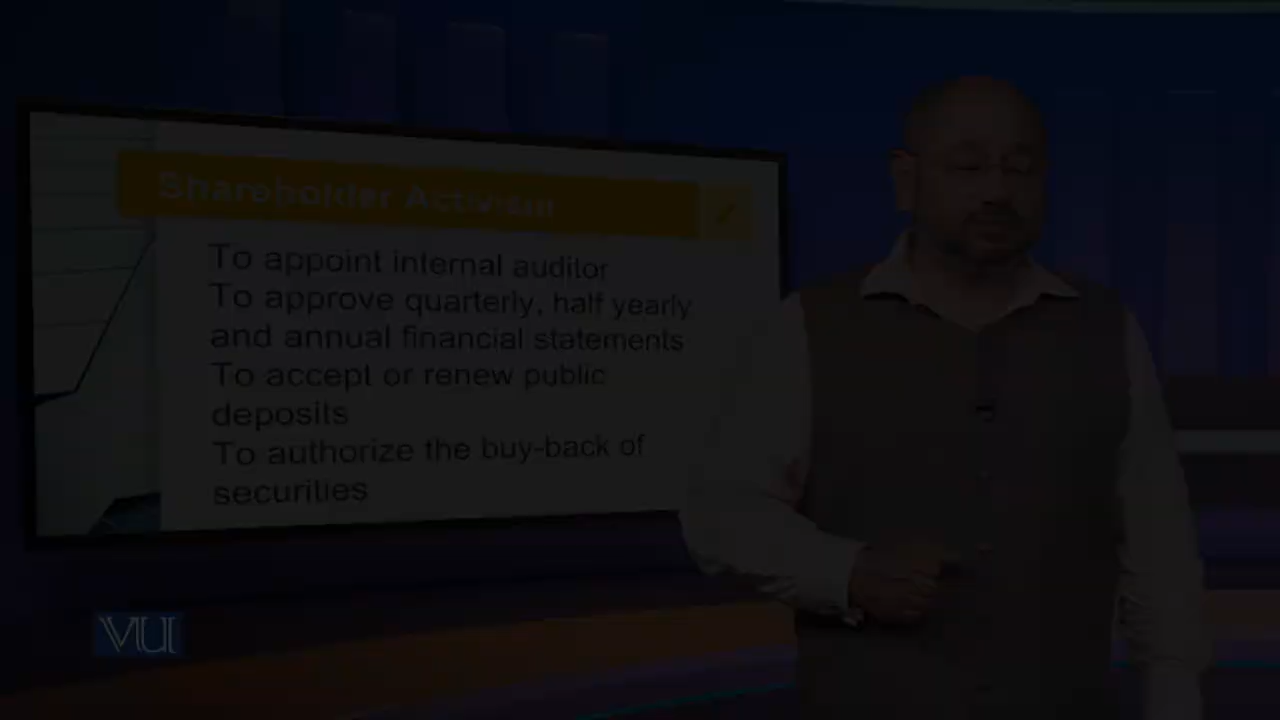 Shareholder Activism
To appoint internal auditor
To approve quarterly, half yearly
and annual financial statements
To accept or renew public
deposits
To authorize the buy-back of
securities
VU